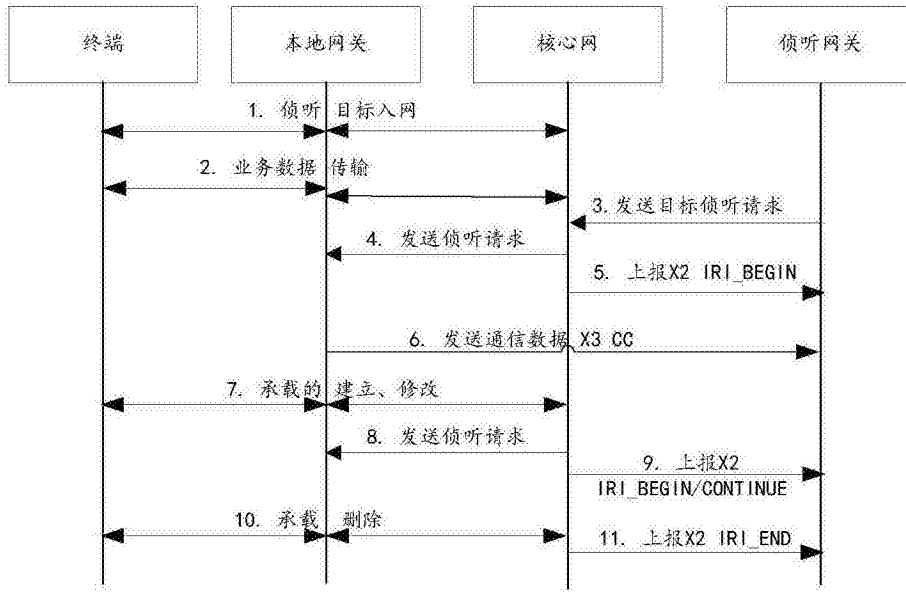 终端
本地网关
核心网
侦听网关
1. 侦听 目标入网
2. 业务数据 传输
3.发送目标侦听请求
4. 发送侦听请求
5. 上报X2 IRI_BEGIN
6. 发送通信数据 X3 CC
7. 承载的 建立、修改
8. 发送侦听请求
9. 上报X2
IRI_BEGIN/CONTINUE
10. 承载 删除
11. 上报X2 IRI_END